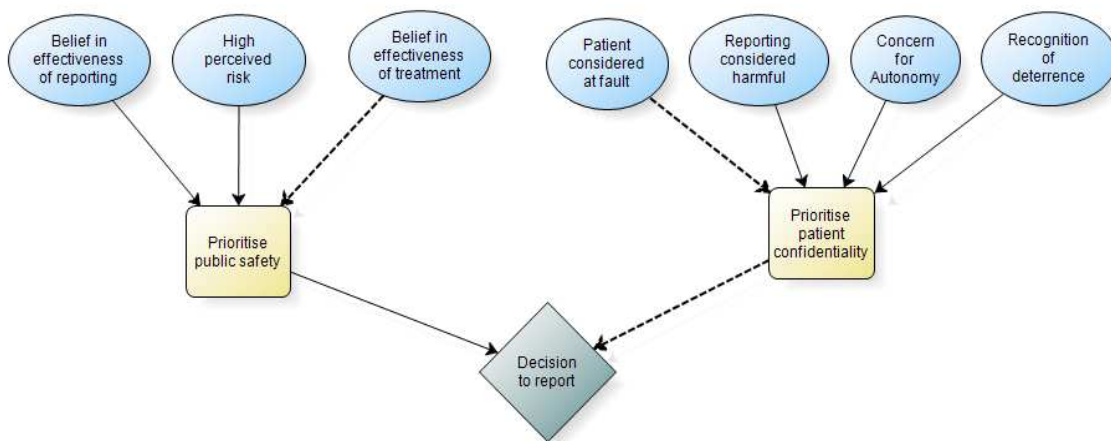 Belief in
effectiveness
of reporting
High
perceived
risk
Belief in
effectiveness
of treatment
Patient
considered
at fault
Reporting
considered
harmful
Concern
for
Autonomy
Recognition
of
deterrence
Prioritise
public safety
Prioritise
patient
confidentiality
Decision
to report